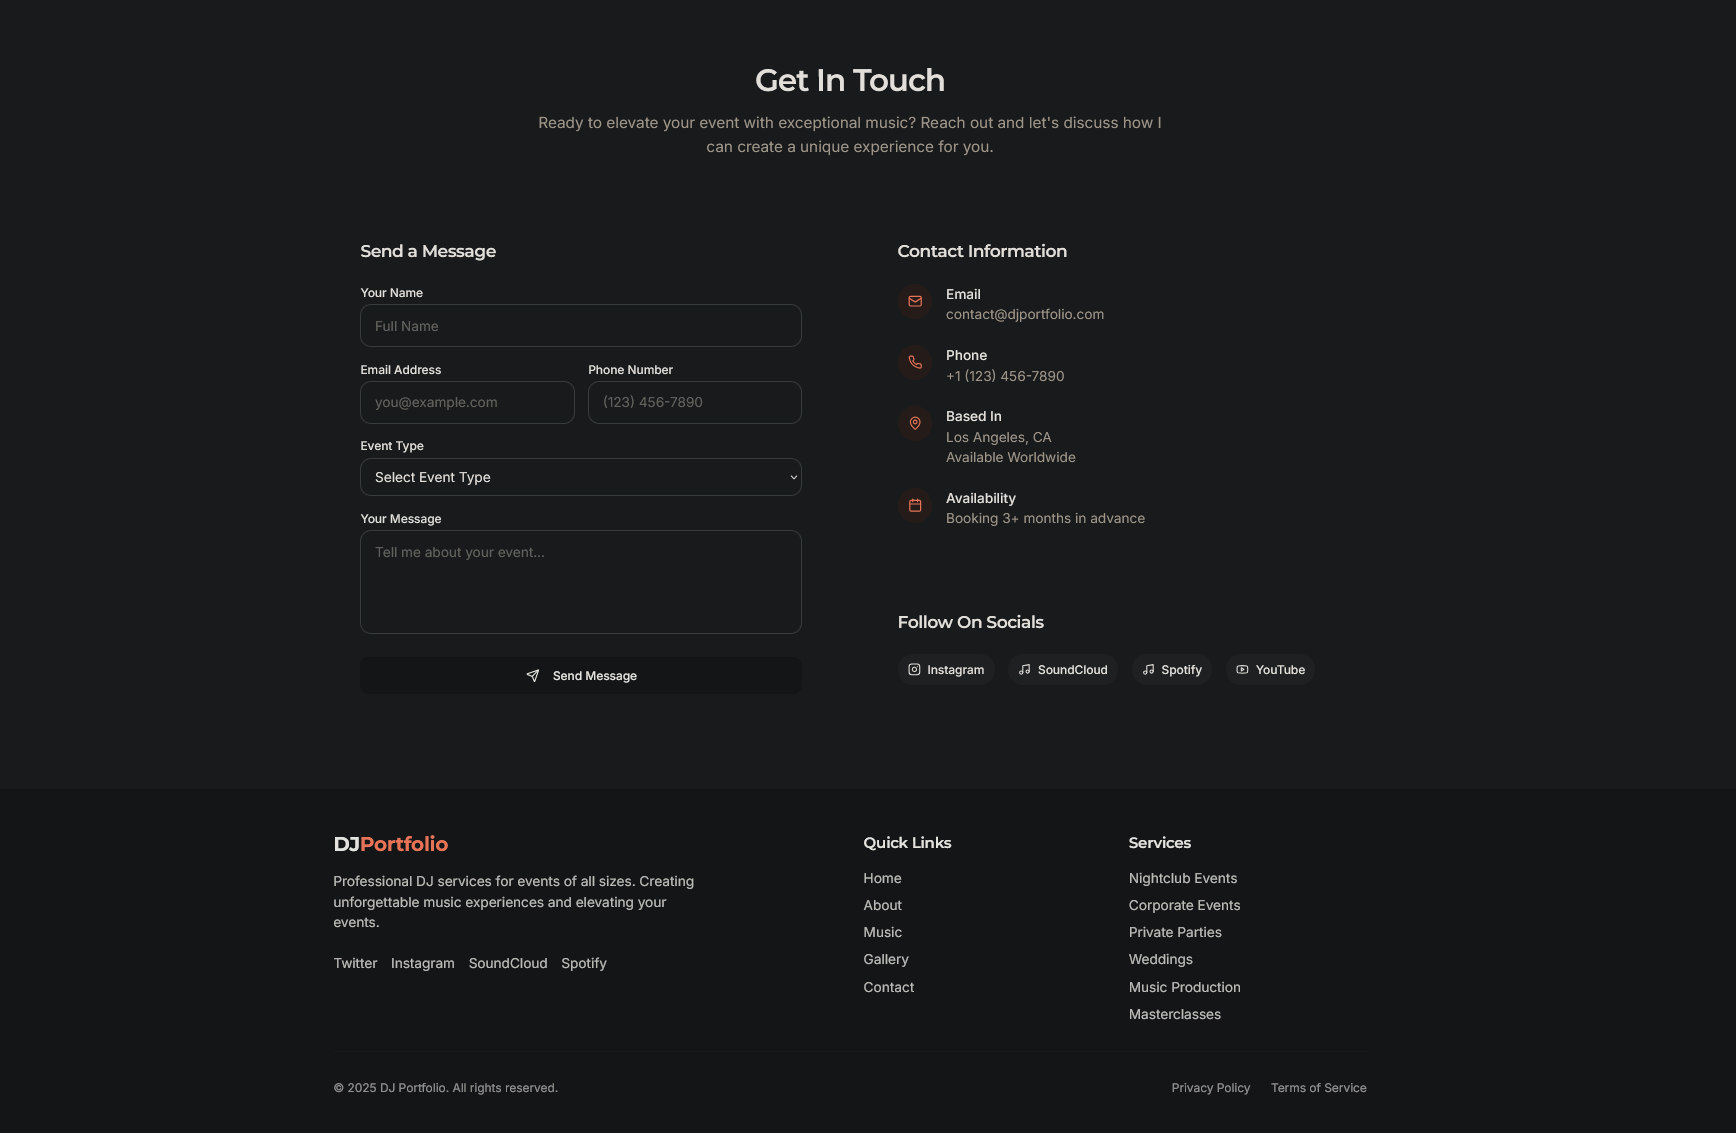 Get In Touch
Ready to elevate your event with exceptional music? Reach out and let's discuss how I
can create a unique experience for you.
Send a Message
Your Name
Full Name
Email Address
Phone Number
you@example.com
(123) 456-7890
Event Type
Select Event Type
Your Message
Tell me about your event...
Send Message
Contact Information
Email
contact@djportfolio.com
Phone
+1 (123) 456-7890
Based In
Los Angeles, CA
Available Worldwide
Availability
Booking 3+ months in advance
Follow On Socials
Instagram
SoundCloud
Spotify
YouTube
DJPortfolio
Professional DJ services for events of all sizes. Creating
unforgettable music experiences and elevating your
events.
Twitter Instagram SoundCloud Spotify
Quick Links
Home
About
Music
Gallery
Contact
Services
Nightclub Events
Corporate Events
Private Parties
Weddings
Music Production
Masterclasses
© 2025 DJ Portfolio. All rights reserved.
Privacy Policy Terms of Service